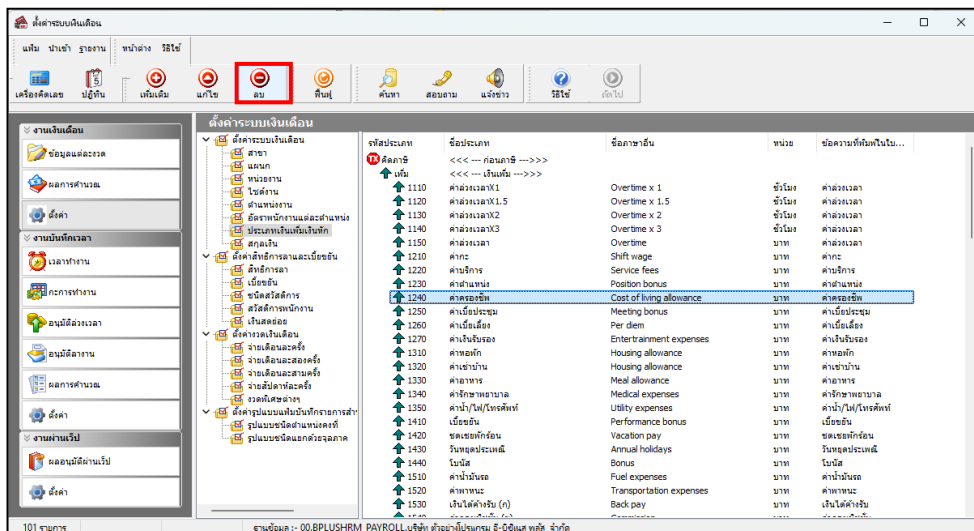 ตั้งค่าระบบเงินเดือน
แฟ้ม นำเข้า รายงาน หน้าต่าง วิธีใช้
เครื่องคิดเลข ปฏิทิน เพิ่มเติม แก้ไข ลบ ฟื้นฟู ค้นหา สอบถาม แจ้งข่าว วิธีใช้ ถัดไป
งานเงินเดือน
ข้อมูลแต่ละงวด
ผลการคำนวณ
ตั้งค่า
งานบันทึกเวลา
เวลาทำงาน
กะการทำงาน
อนุมัติล่วงเวลา
อนุมัติลางาน
ผลการคำนวณ
ตั้งค่า
งานผ่านเว็ป
ผลอนุมัติผ่านเว็ป
ตั้งค่า
ตั้งค่าระบบเงินเดือน
ตั้งค่าระบบเงินเดือน
สาขา
แผนก
หน่วยงาน
ไซต์งาน
ตำแหน่งงาน
อัตราพนักงานแต่ละตำแหน่ง
ประเภทเงินเพิ่มเงินหัก
สกุลเงิน
ตั้งค่าสิทธิการลาและเบี้ยขยัน
สิทธิการลา
เบี้ยขยัน
ชนิดสวัสดิการ
สวัสดิการพนักงาน
เงินสดย่อย
ตั้งค่างวดเงินเดือน
จ่ายเดือนละครั้ง
จ่ายเดือนละสองครั้ง
จ่ายเดือนละสามครั้ง
จ่ายสัปดาห์ละครั้ง
งวดพิเศษต่างๆ
ตั้งค่ารูปแบบแฟ้มบันทึกรายการสำ
รูปแบบชนิดตำแหน่งคงที่
รูปแบบชนิดแยกด้วยจุลภาค
รหัสประเภท ชื่อประเภท ชื่อภาษาอื่น หน่วย ข้อความที่พิมพ์ในใบ...
TX คิดภาษี <<< --- ก่อนภาษี --->>>
เพิ่ม <<< --- เงินเพิ่ม --->>>
1110 ค่าล่วงเวลาX1 Overtime x 1 ชั่วโมง ค่าล่วงเวลา
1120 ค่าล่วงเวลาX1.5 Overtime x 1.5 ชั่วโมง ค่าล่วงเวลา
1130 ค่าล่วงเวลาX2 Overtime x 2 ชั่วโมง ค่าล่วงเวลา
1140 ค่าล่วงเวลาX3 Overtime x 3 ชั่วโมง ค่าล่วงเวลา
1150 ค่าล่วงเวลา Overtime บาท ค่าล่วงเวลา
1210 ค่ากะ Shift wage บาท ค่ากะ
1220 ค่าบริการ Service fees บาท ค่าบริการ
1230 ค่าตำแหน่ง Position bonus บาท ค่าตำแหน่ง
1240 ค่าครองชีพ Cost of living allowance บาท ค่าครองชีพ
1250 ค่าเบี้ยประชุม Meeting bonus บาท ค่าเบี้ยประชุม
1260 ค่าเบี้ยเลี้ยง Per diem บาท ค่าเบี้ยเลี้ยง
1270 ค่าเงินรับรอง Entertrainment expenses บาท ค่าเงินรับรอง
1310 ค่าหอพัก Housing allowance บาท ค่าหอพัก
1320 ค่าเช่าบ้าน Housing allowance บาท ค่าเช่าบ้าน
1330 ค่าอาหาร Meal allowance บาท ค่าอาหาร
1340 ค่ารักษาพยาบาล Medical expenses บาท ค่ารักษาพยาบาล
1350 ค่าน้ำ/ไฟ/โทรศัพท์ Utility expenses บาท ค่าน้ำ/ไฟ/โทรศัพท์
1410 เบี้ยขยัน Performance bonus บาท เบี้ยขยัน
1420 ชดเชยพักร้อน Vacation pay บาท ชดเชยพักร้อน
1430 วันหยุดประเพณี Annual holidays บาท วันหยุดประเพณี
1440 โบนัส Bonus บาท โบนัส
1510 ค่าน้ำมันรถ Fuel expenses บาท ค่าน้ำมันรถ
1520 ค่าพาหนะ Transportation expenses บาท ค่าพาหนะ
1530 เงินได้ค้างรับ (ก) Back pay บาท เงินได้ค้างรับ
101 รายการ ฐานข้อมูล :- 00.BPLUSHRM_PAYROLL.บริษัท ตัวอย่างโปรแกรม อี-บิซิเนส พลัส จำกัด